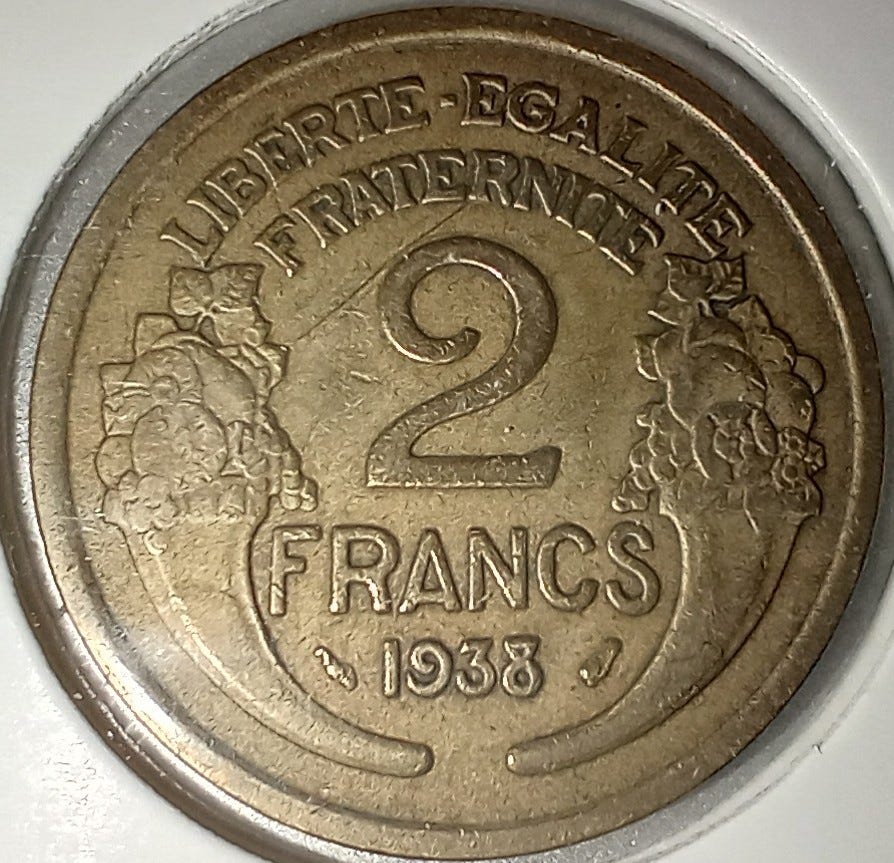 LIBERTE - EGALITE
FRATERNITE
2
FRANCS
1938